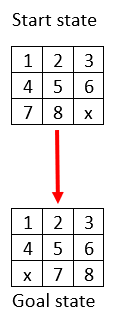 Start state
1 2 3
4 5 6
7 8 x
1 2 3
4 5 6
x 7 8
Goal state